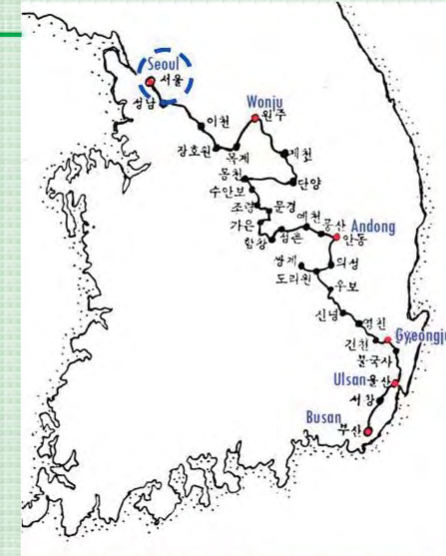 Seoul
서울
성남
이천
Wonju
원주
장호원
목계
제천
몽천
단양
수안보
조령
문경
가은
예천
풍산
Andong
함창
점촌
안동
쌍계
의성
도리원
우보
신녕
영천
Gyeongju
건천
불국사
Ulsan 울산
서창
Busan
부산